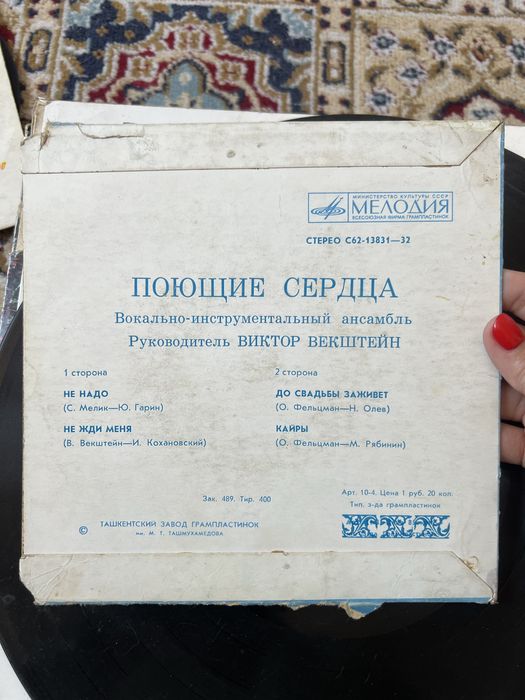 МИНИСТЕРСТВО КУЛЬТУРЫ СССР
МЕЛОДИЯ
ВСЕСОЮЗНАЯ ФИРМА ГРАМПЛАСТИНОК
СТЕРЕО С62-13831—32
ПОЮЩИЕ СЕРДЦА
Вокально-инструментальный ансамбль
Руководитель ВИКТОР ВЕКШТЕЙН
1 сторона
НЕ НАДО
(С. Мелик—Ю. Гарин)
НЕ ЖДИ МЕНЯ
(В. Векштейн—И. Кохановский)
2 сторона
ДО СВАДЬБЫ ЗАЖИВЕТ
(О. Фельцман—Н. Олев)
КАЙРЫ
(О. Фельцман—М. Рябинин)
Зак. 489. Тир. 400
Арт. 10-4. Цена 1 руб. 20 коп.
Тип. з-да грампластинок
© ТАШКЕНТСКИЙ ЗАВОД ГРАМПЛАСТИНОК
им. М. Т. ТАШМУХАМЕДОВА